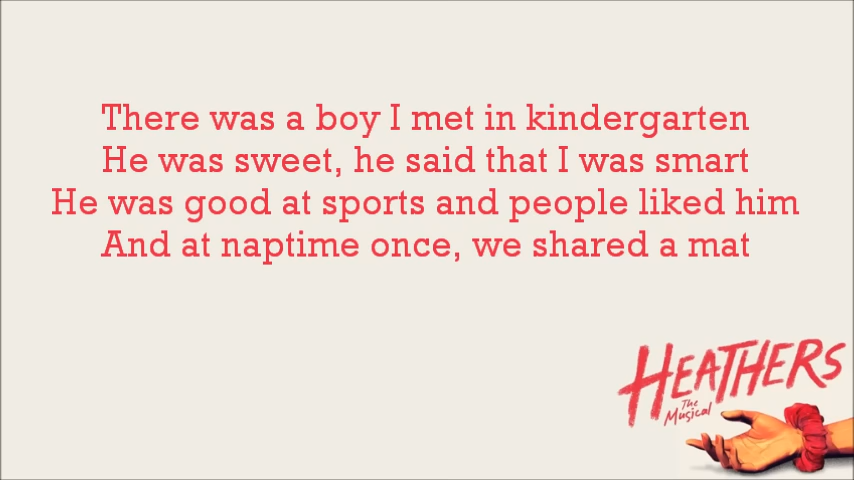 There was a boy I met in kindergarten
He was sweet, he said that I was smart
He was good at sports and people liked him
And at naptime once, we shared a mat
HEATHERS
The
Musical